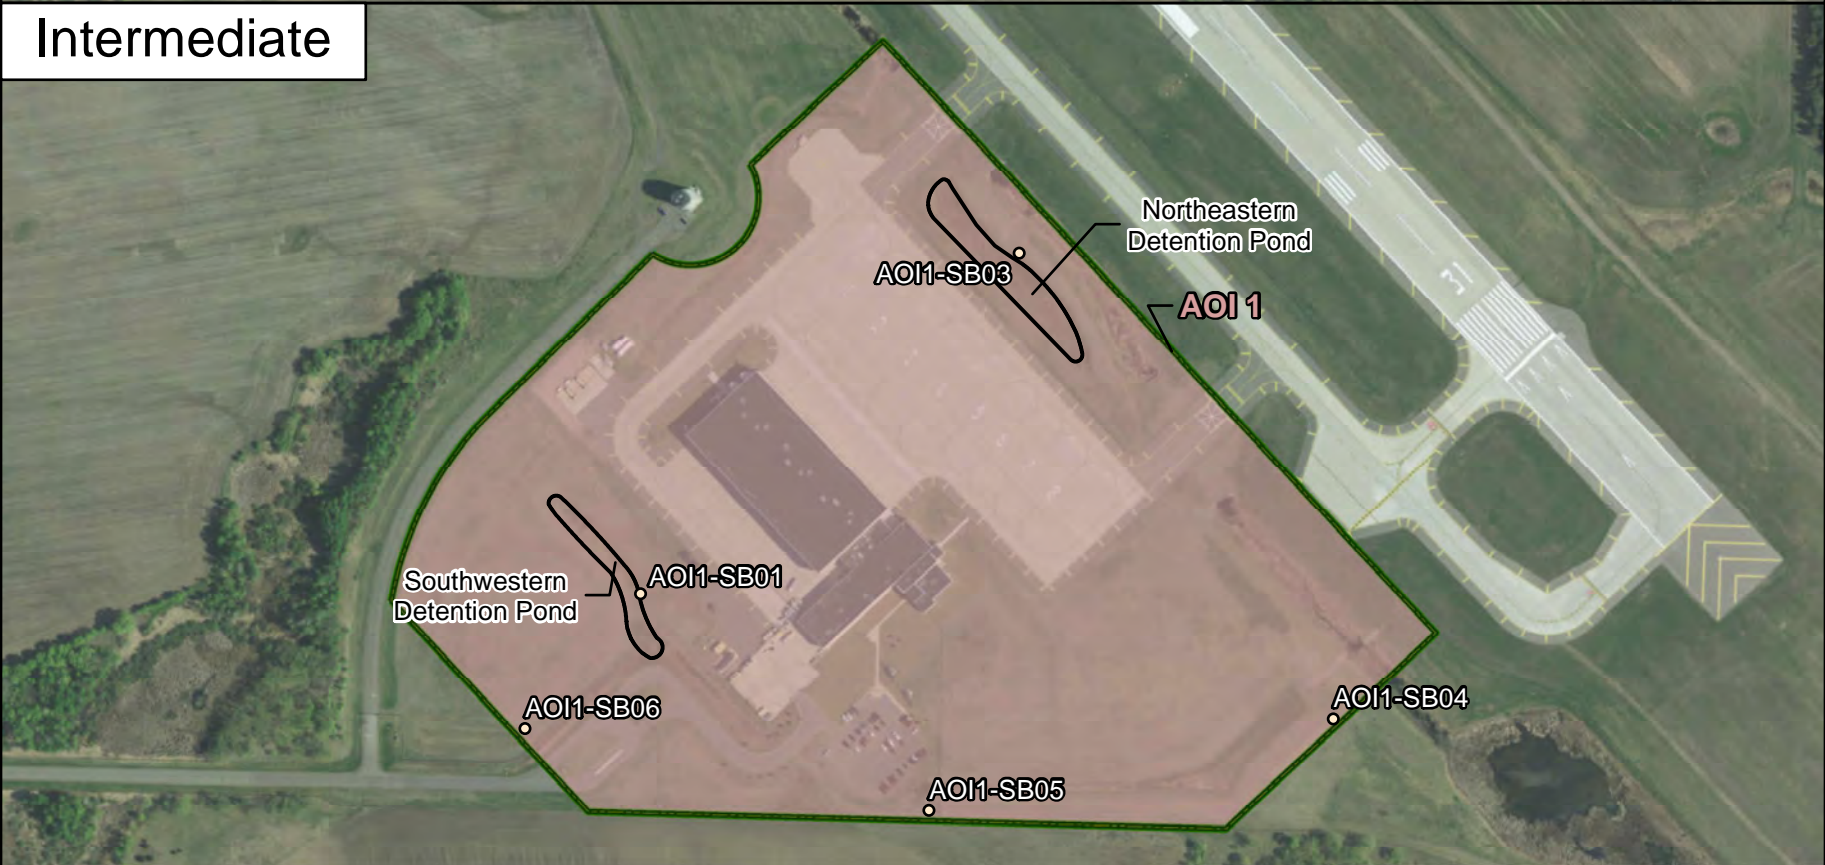 Intermediate
Northeastern
Detention Pond
AOI1-SB03
AOI 1
31
Southwestern
Detention Pond
AOI1-SB01
AOI1-SB06
AOI1-SB04
AOI1-SB05